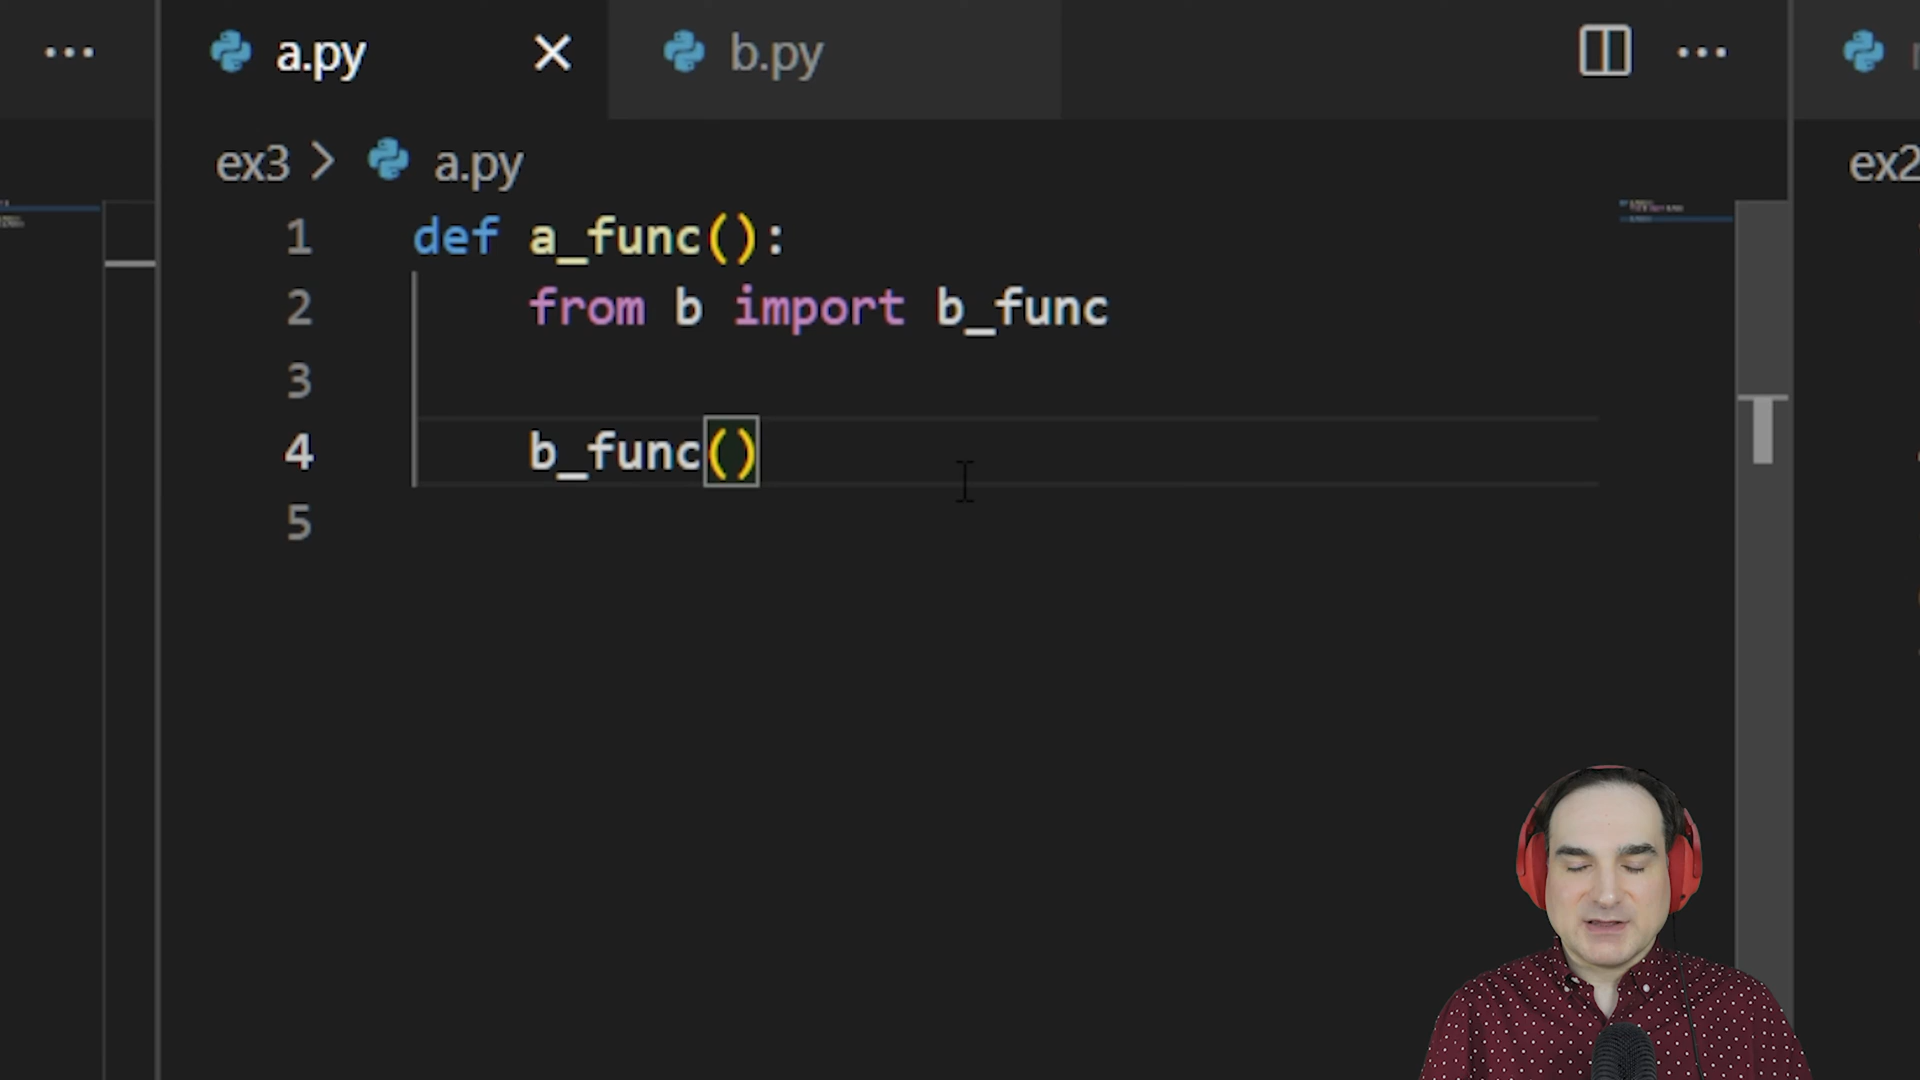 a.py
b.py
ex3 > a.py
ex2
1 def a_func():
2 from b import b_func
3
4 b_func()
5